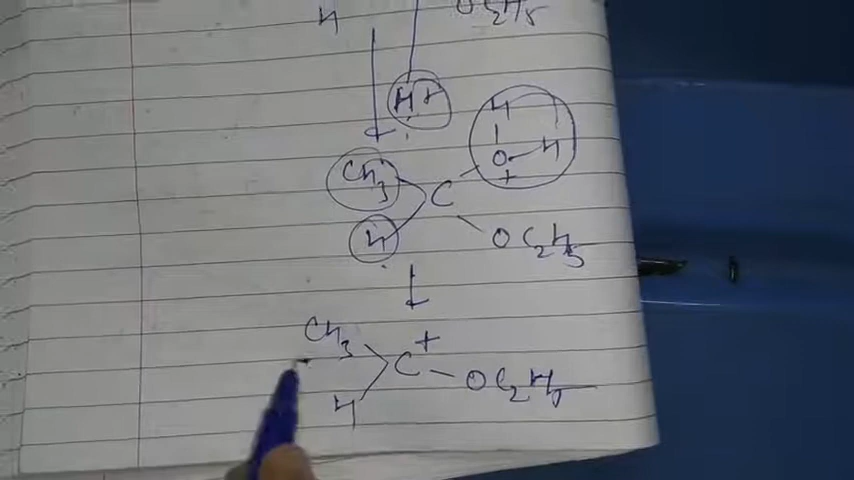 H OC2H5
H+
H
CH3 C O H
+
H OC2H5
CH3 C+ OC2H5
H